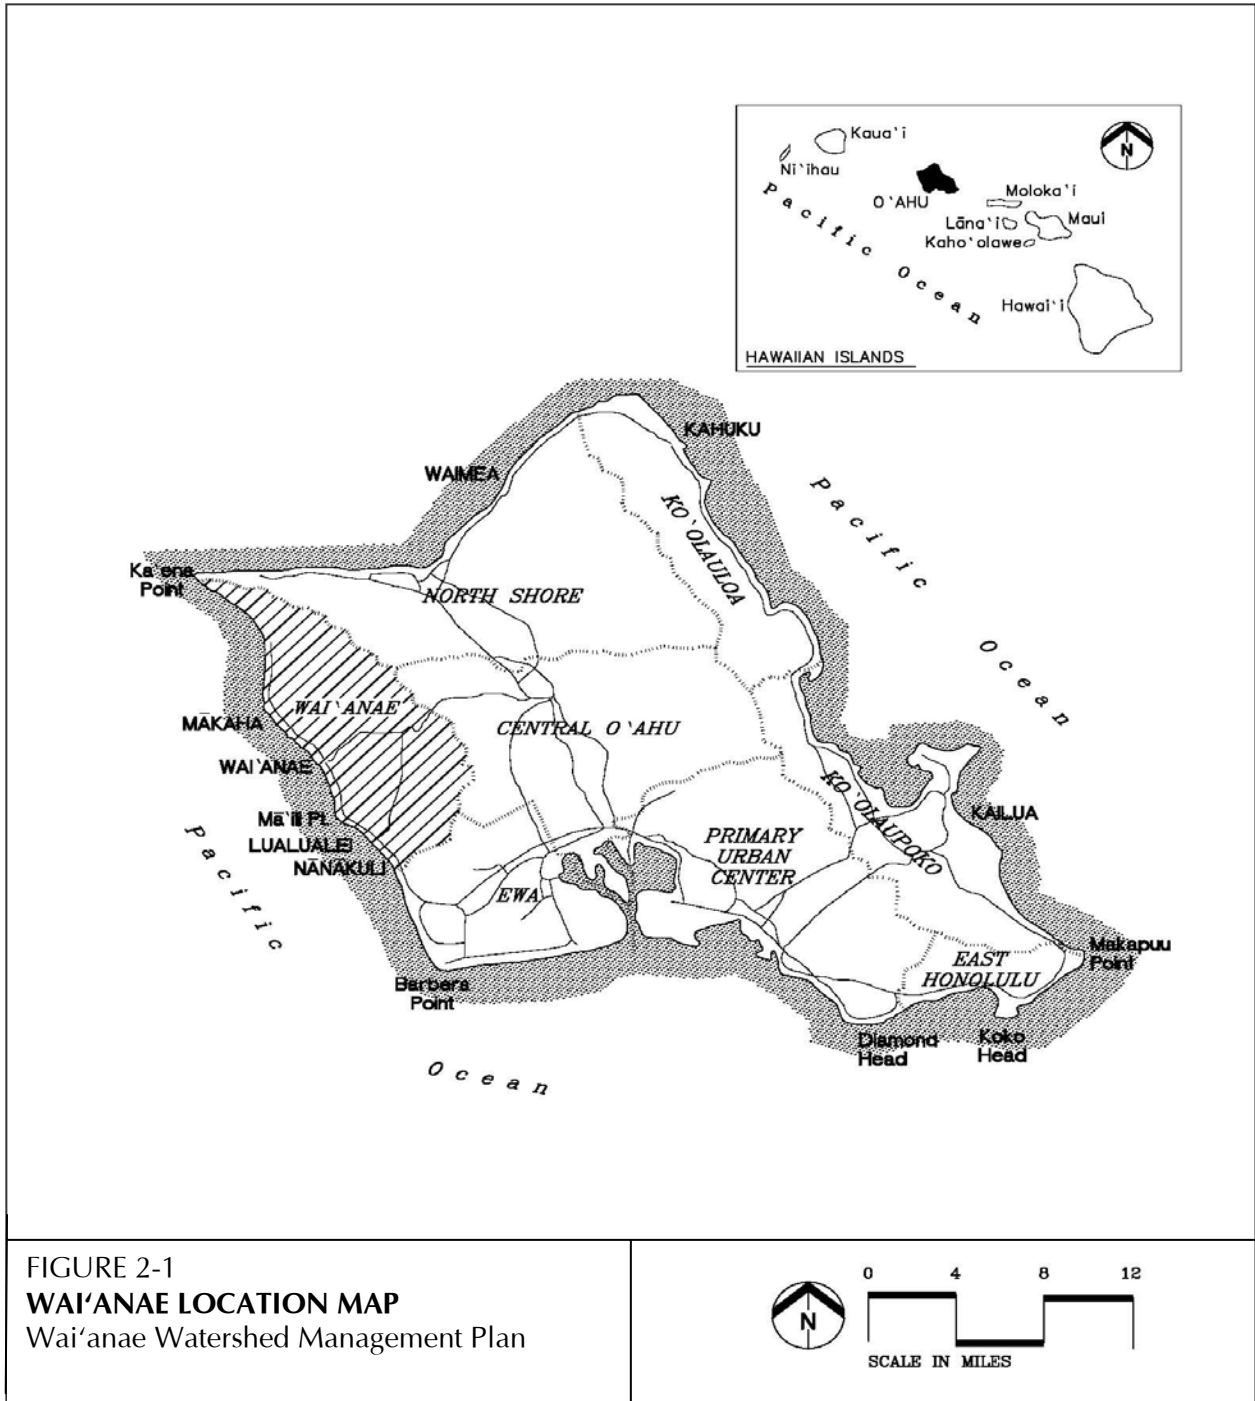 Kaua'i
N
Ni'ihau
O'AHU
Moloka'i
Lāna'i
Maui
Kaho'olawe
Hawai'i
Pacific Ocean
HAWAIIAN ISLANDS
KAHUKU
WAIMEA
Pacific Ocean
KO'OLAULOA
Ka'ena
Point
NORTH SHORE
WAI'ANAE
MĀKAHA
CENTRAL O'AHU
WAI'ANAE
KO'OLAUPOKO
KAILUA
Mā'ili Pt.
LUALUALEI
NĀNĀKULI
PRIMARY
URBAN
CENTER
EWA
Pacific
Makapuu
Point
EAST
HONOLULU
Barbers
Point
Diamond
Head
Koko
Head
Ocean
FIGURE 2-1
WAI‘ANAE LOCATION MAP
Wai‘anae Watershed Management Plan
N
0 4 8 12
SCALE IN MILES